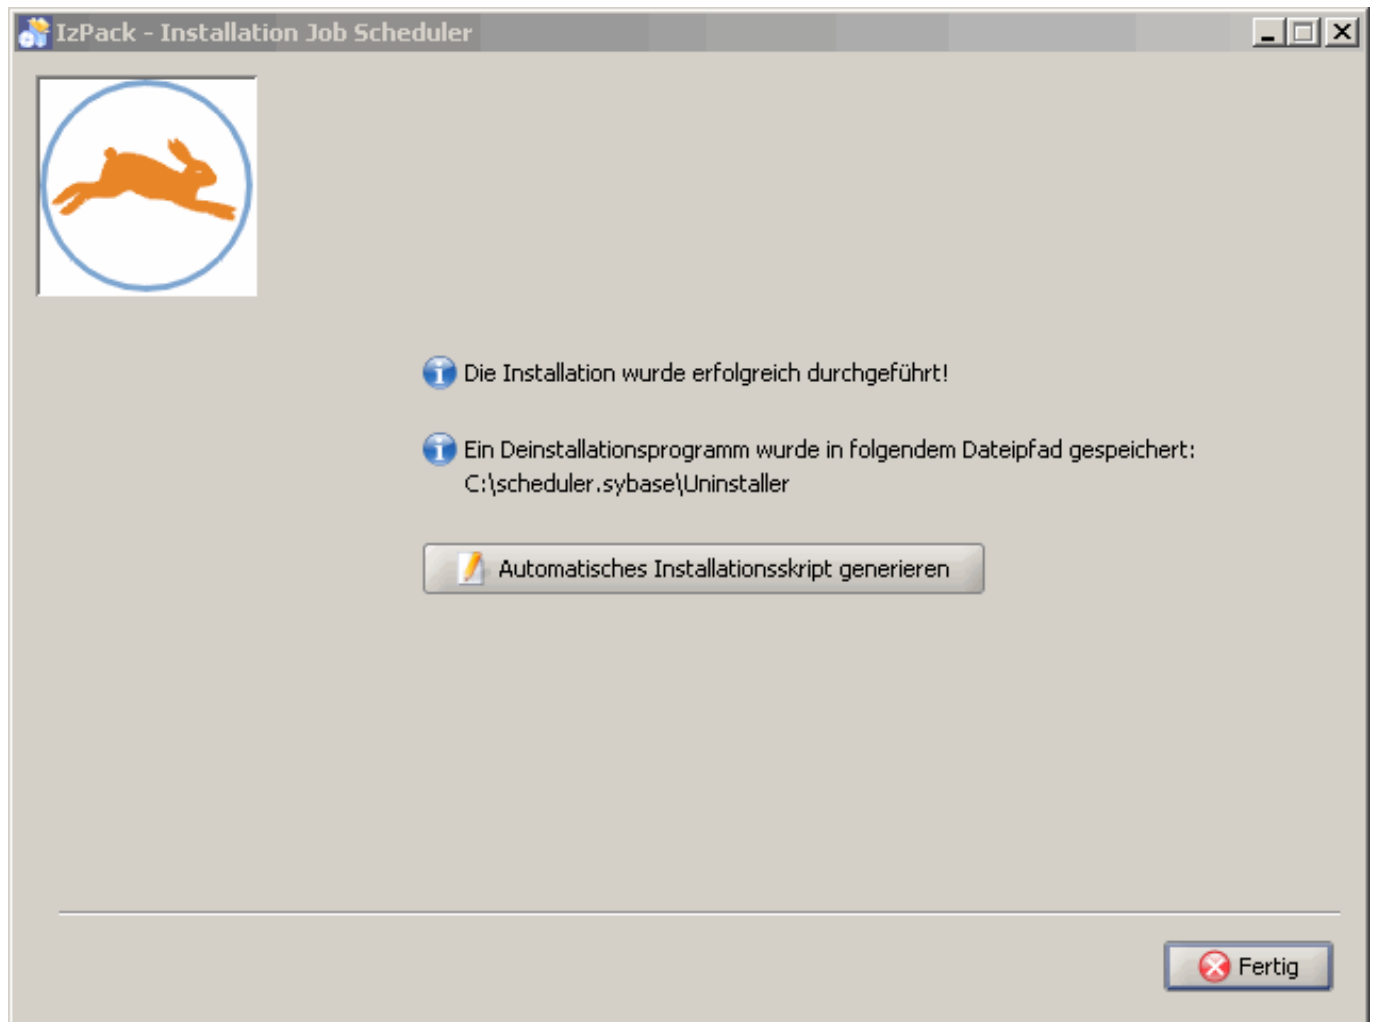 IzPack - Installation Job Scheduler
Die Installation wurde erfolgreich durchgeführt!
Ein Deinstallationsprogramm wurde in folgendem Dateipfad gespeichert:
C:\scheduler.sybase\Uninstaller
Automatisches Installationsskript generieren
Fertig